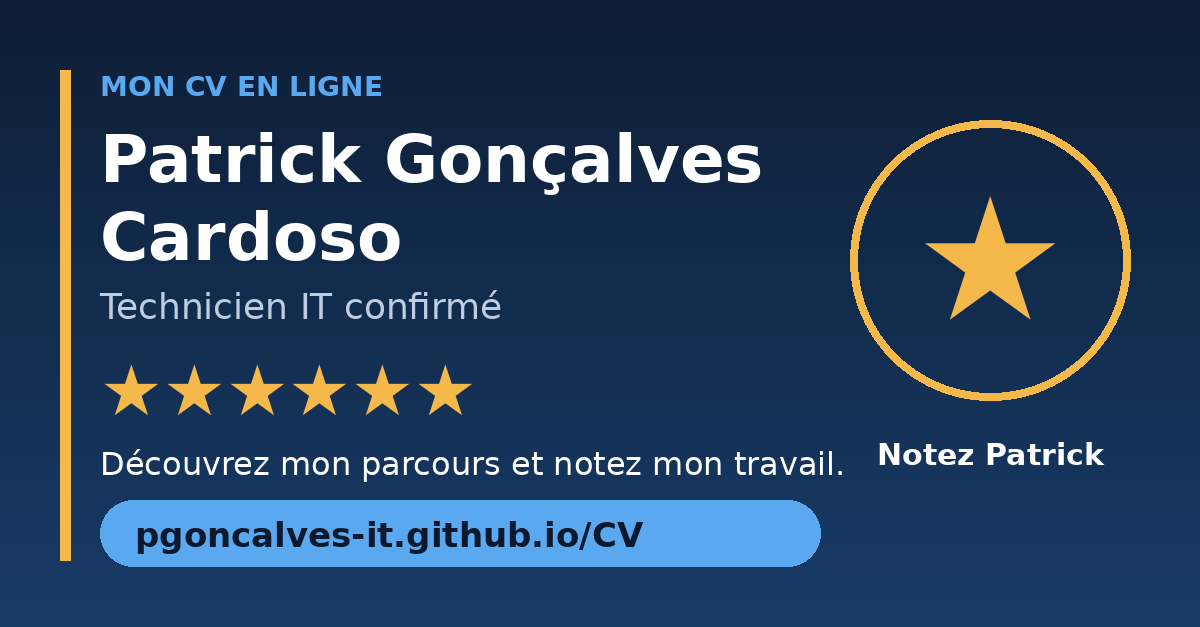 MON CV EN LIGNE
Patrick Gonçalves
Cardoso
Technicien IT confirmé
★★★★★★
Découvrez mon parcours et notez mon travail.
pgoncalves-it.github.io/CV
Notez Patrick